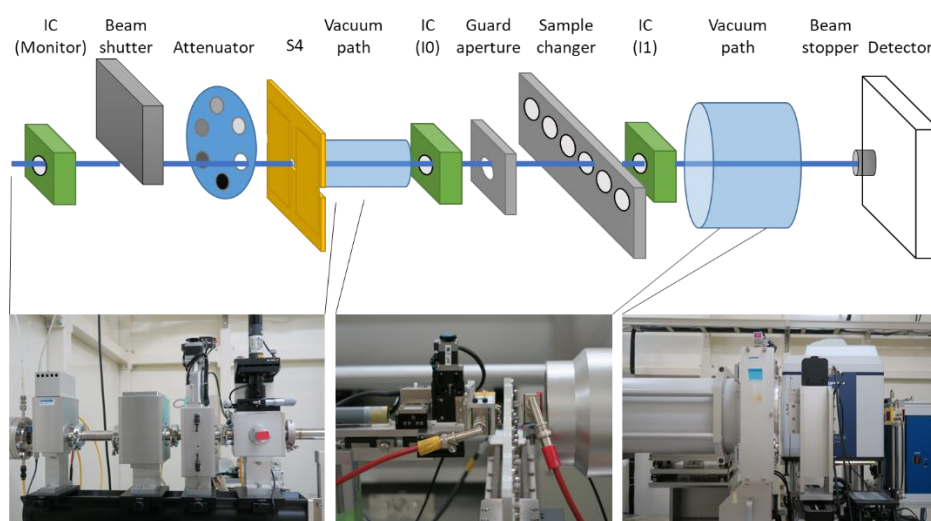 IC
(Monitor)
Beam
shutter
Attenuator
S4
Vacuum
path
IC
(I0)
Guard
aperture
Sample
changer
IC
(I1)
Vacuum
path
Beam
stopper
Detector